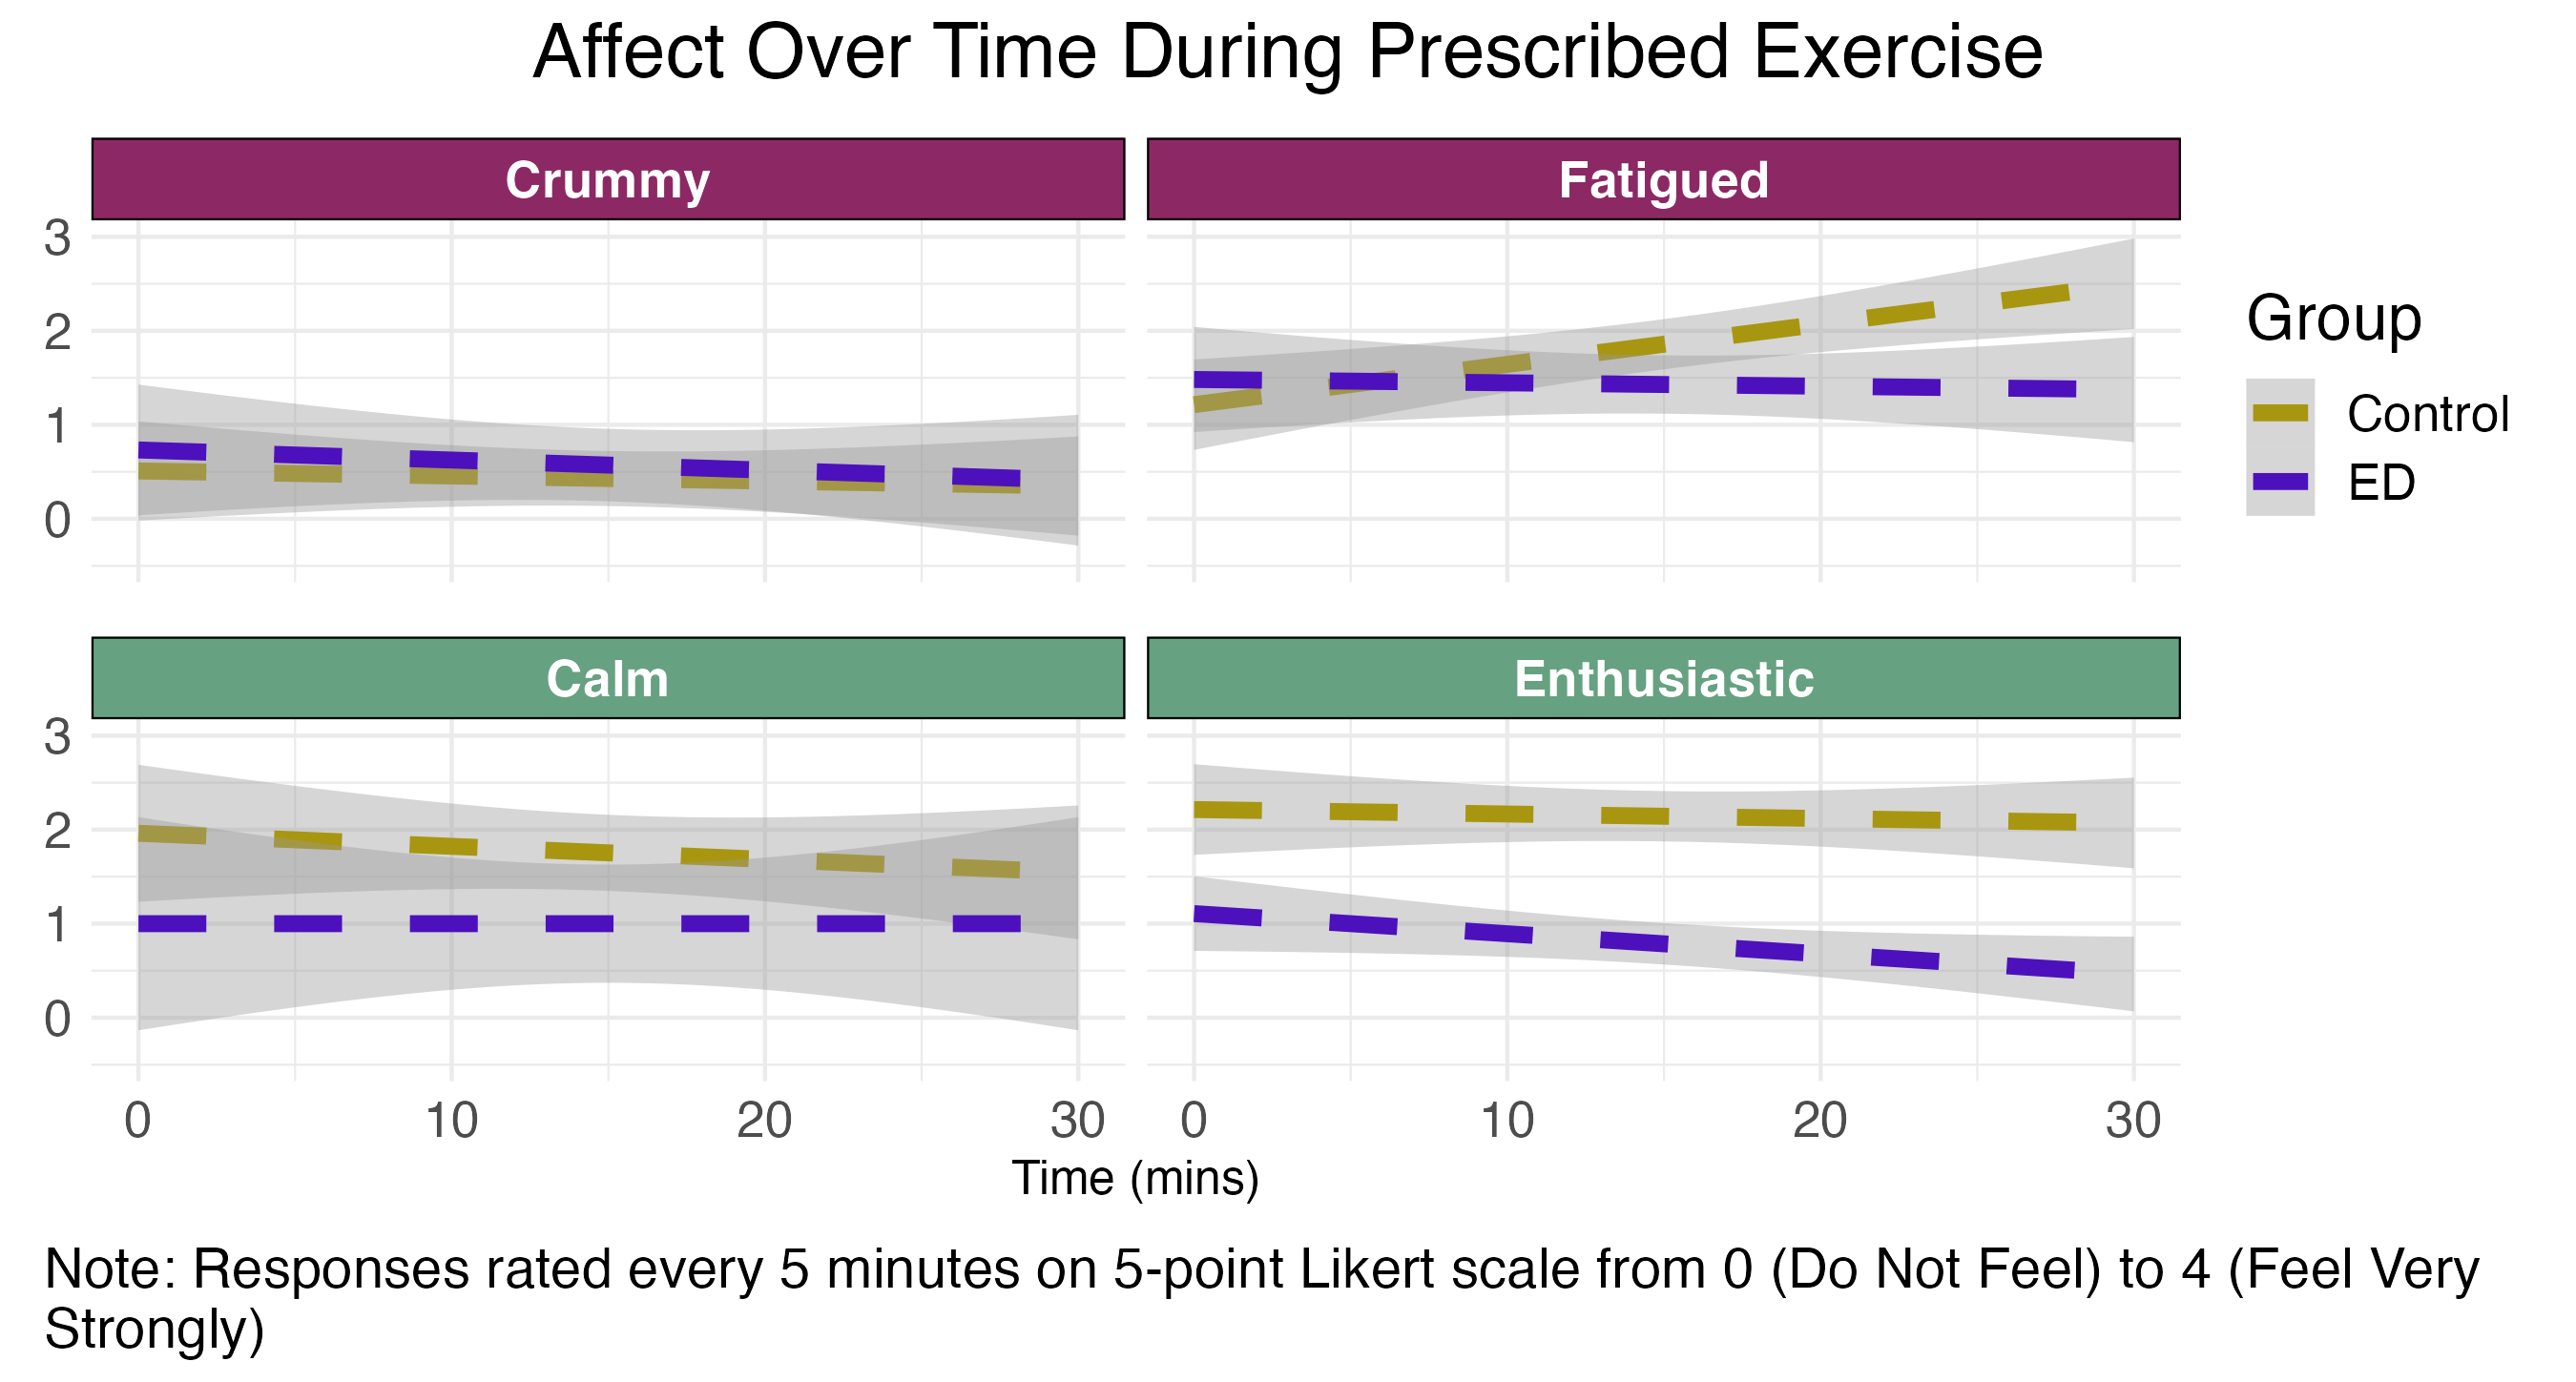 Affect Over Time During Prescribed Exercise
Crummy
Fatigued
3
2
1
0
Group
Control
ED
Calm
Enthusiastic
3
2
1
0
0 10 20 30 0 10 20 30
Time (mins)
Note: Responses rated every 5 minutes on 5-point Likert scale from 0 (Do Not Feel) to 4 (Feel Very
Strongly)